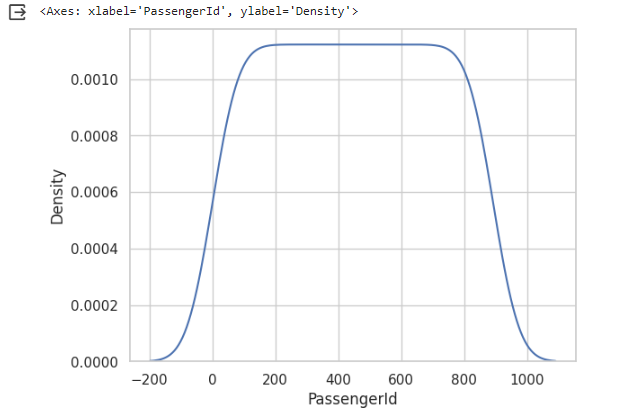 <Axes: xlabel='PassengerId', ylabel='Density'>
0.0010
0.0008
0.0006
0.0004
0.0002
0.0000
Density
−200 0 200 400 600 800 1000
PassengerId